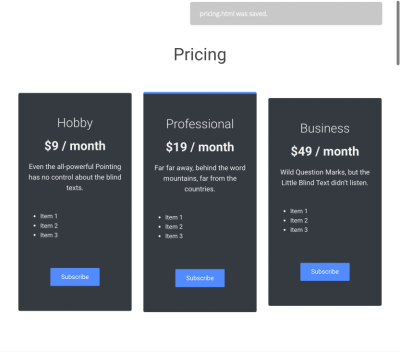 pricing.html was saved.
Pricing
Hobby
$9 / month
Even the all-powerful Pointing
has no control about the blind
texts.
Item 1
Item 2
Item 3
Subscribe
Professional
$19 / month
Far far away, behind the word
mountains, far from the
countries.
Item 1
Item 2
Item 3
Subscribe
Business
$49 / month
Wild Question Marks, but the
Little Blind Text didn't listen.
Item 1
Item 2
Item 3
Subscribe